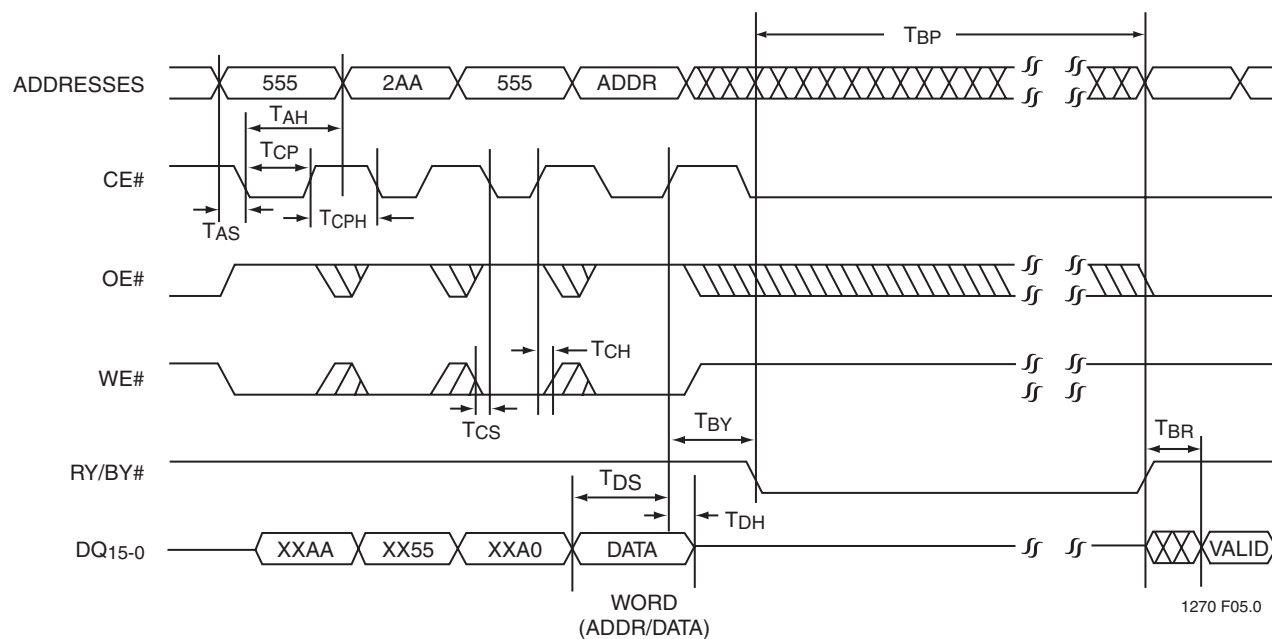 TBP
ADDRESSES 555 2AA 555 ADDR
TAH
TCP
CE#
TAS TCPH
OE#
TCH
WE#
TCS
TBY TBR
RY/BY#
TDS
TDH
DQ15-0 XXAA XX55 XXA0 DATA VALID
WORD
(ADDR/DATA)
1270 F05.0